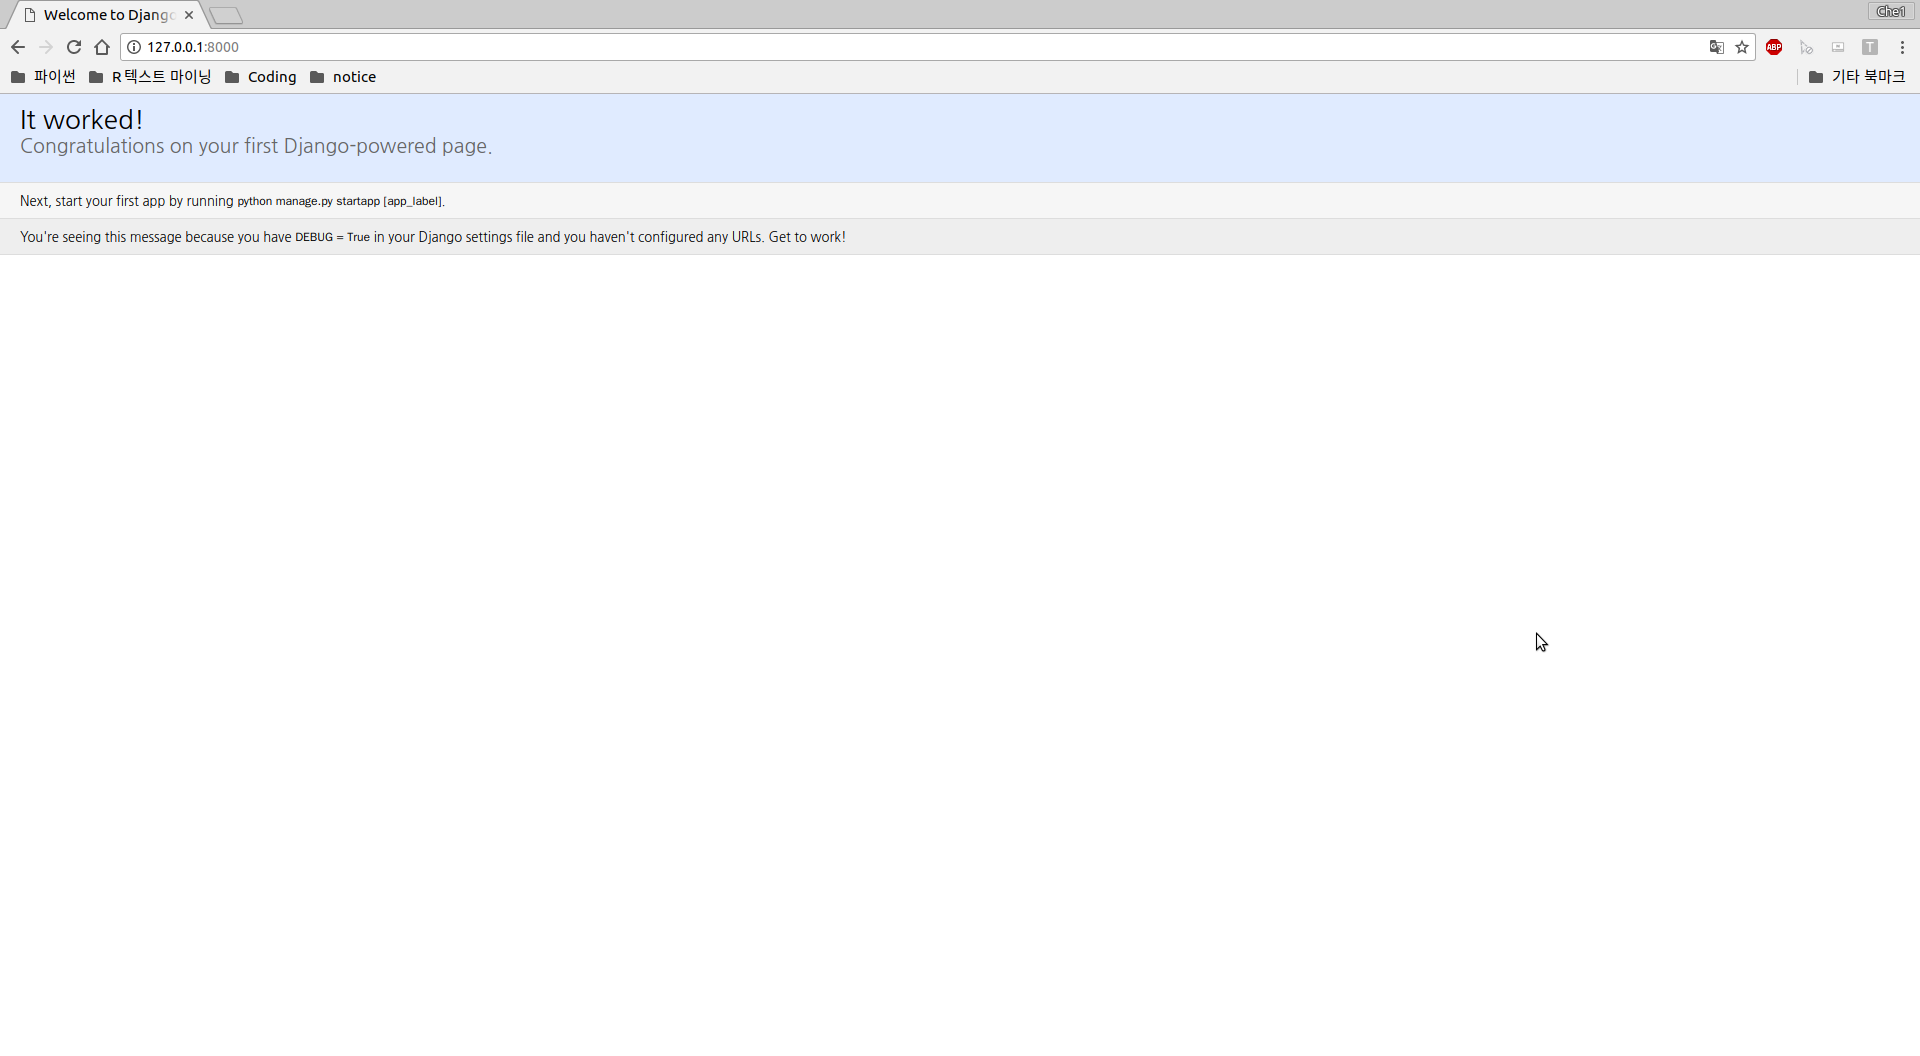 Welcome to Django
Che1
127.0.0.1:8000
ABP
T
파이썬
R 텍스트 마이닝
Coding
notice
기타 북마크
It worked!
Congratulations on your first Django-powered page.
Next, start your first app by running python manage.py startapp [app_label].
You're seeing this message because you have DEBUG = True in your Django settings file and you haven't configured any URLs. Get to work!